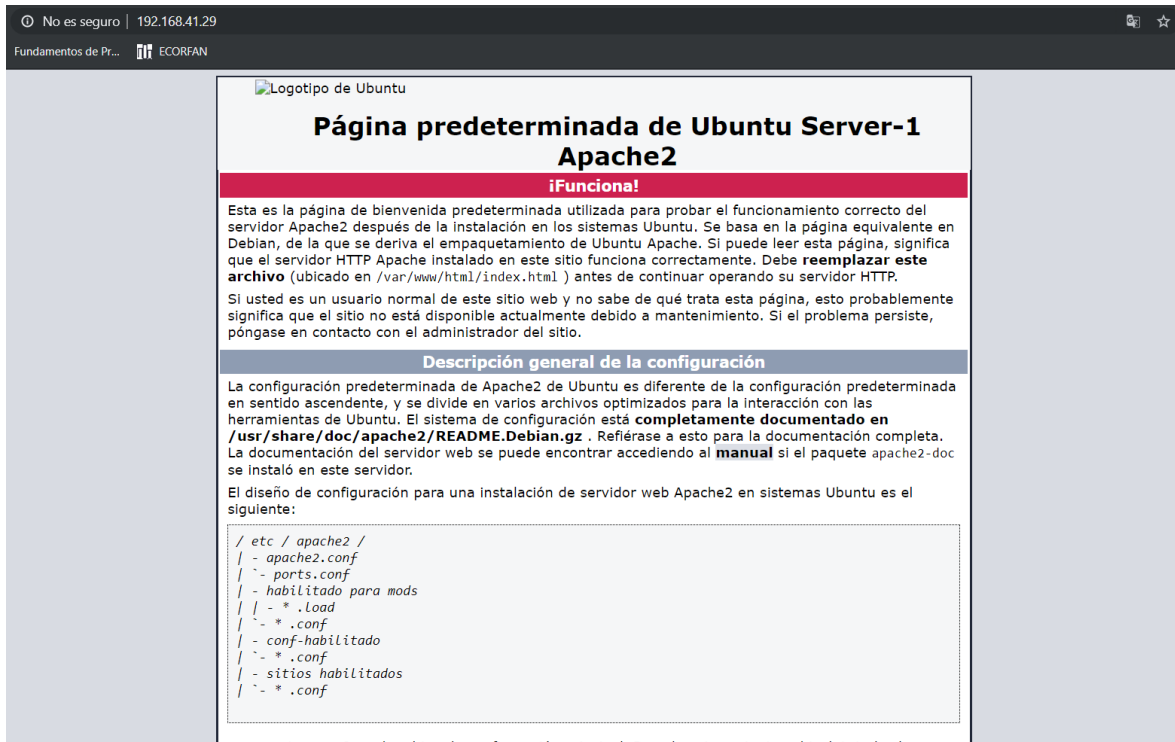 No es seguro | 192.168.41.29
Fundamentos de Pr... ECORFAN
Logotipo de Ubuntu
Página predeterminada de Ubuntu Server-1
Apache2
¡Funciona!
Esta es la página de bienvenida predeterminada utilizada para probar el funcionamiento correcto del
servidor Apache2 después de la instalación en los sistemas Ubuntu. Se basa en la página equivalente en
Debian, de la que se deriva el empaquetamiento de Ubuntu Apache. Si puede leer esta página, significa
que el servidor HTTP Apache instalado en este sitio funciona correctamente. Debe reemplazar este
archivo (ubicado en /var/www/html/index.html ) antes de continuar operando su servidor HTTP.
Si usted es un usuario normal de este sitio web y no sabe de qué trata esta página, esto probablemente
significa que el sitio no está disponible actualmente debido a mantenimiento. Si el problema persiste,
póngase en contacto con el administrador del sitio.
Descripción general de la configuración
La configuración predeterminada de Apache2 de Ubuntu es diferente de la configuración predeterminada
en sentido ascendente, y se divide en varios archivos optimizados para la interacción con las
herramientas de Ubuntu. El sistema de configuración está completamente documentado en
/usr/share/doc/apache2/README.Debian.gz . Refiérase a esto para la documentación completa.
La documentación del servidor web se puede encontrar accediendo al manual si el paquete apache2-doc
se instaló en este servidor.
El diseño de configuración para una instalación de servidor web Apache2 en sistemas Ubuntu es el
siguiente:
/ etc / apache2 /
| - apache2.conf
| `- ports.conf
| - habilitado para mods
| | - * .load
| `- * .conf
| - conf-habilitado
| `- * .conf
| - sitios habilitados
| `- * .conf